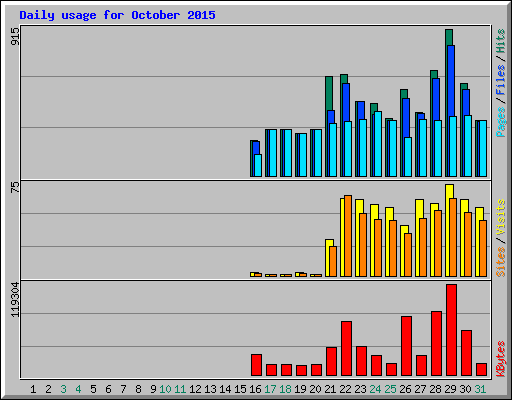 Daily usage for October 2015
915
Pages / Files / Hits
75
Sites / Visits
119304
KBytes
1 2 3 4 5 6 7 8 9 10 11 12 13 14 15 16 17 18 19 20 21 22 23 24 25 26 27 28 29 30 31